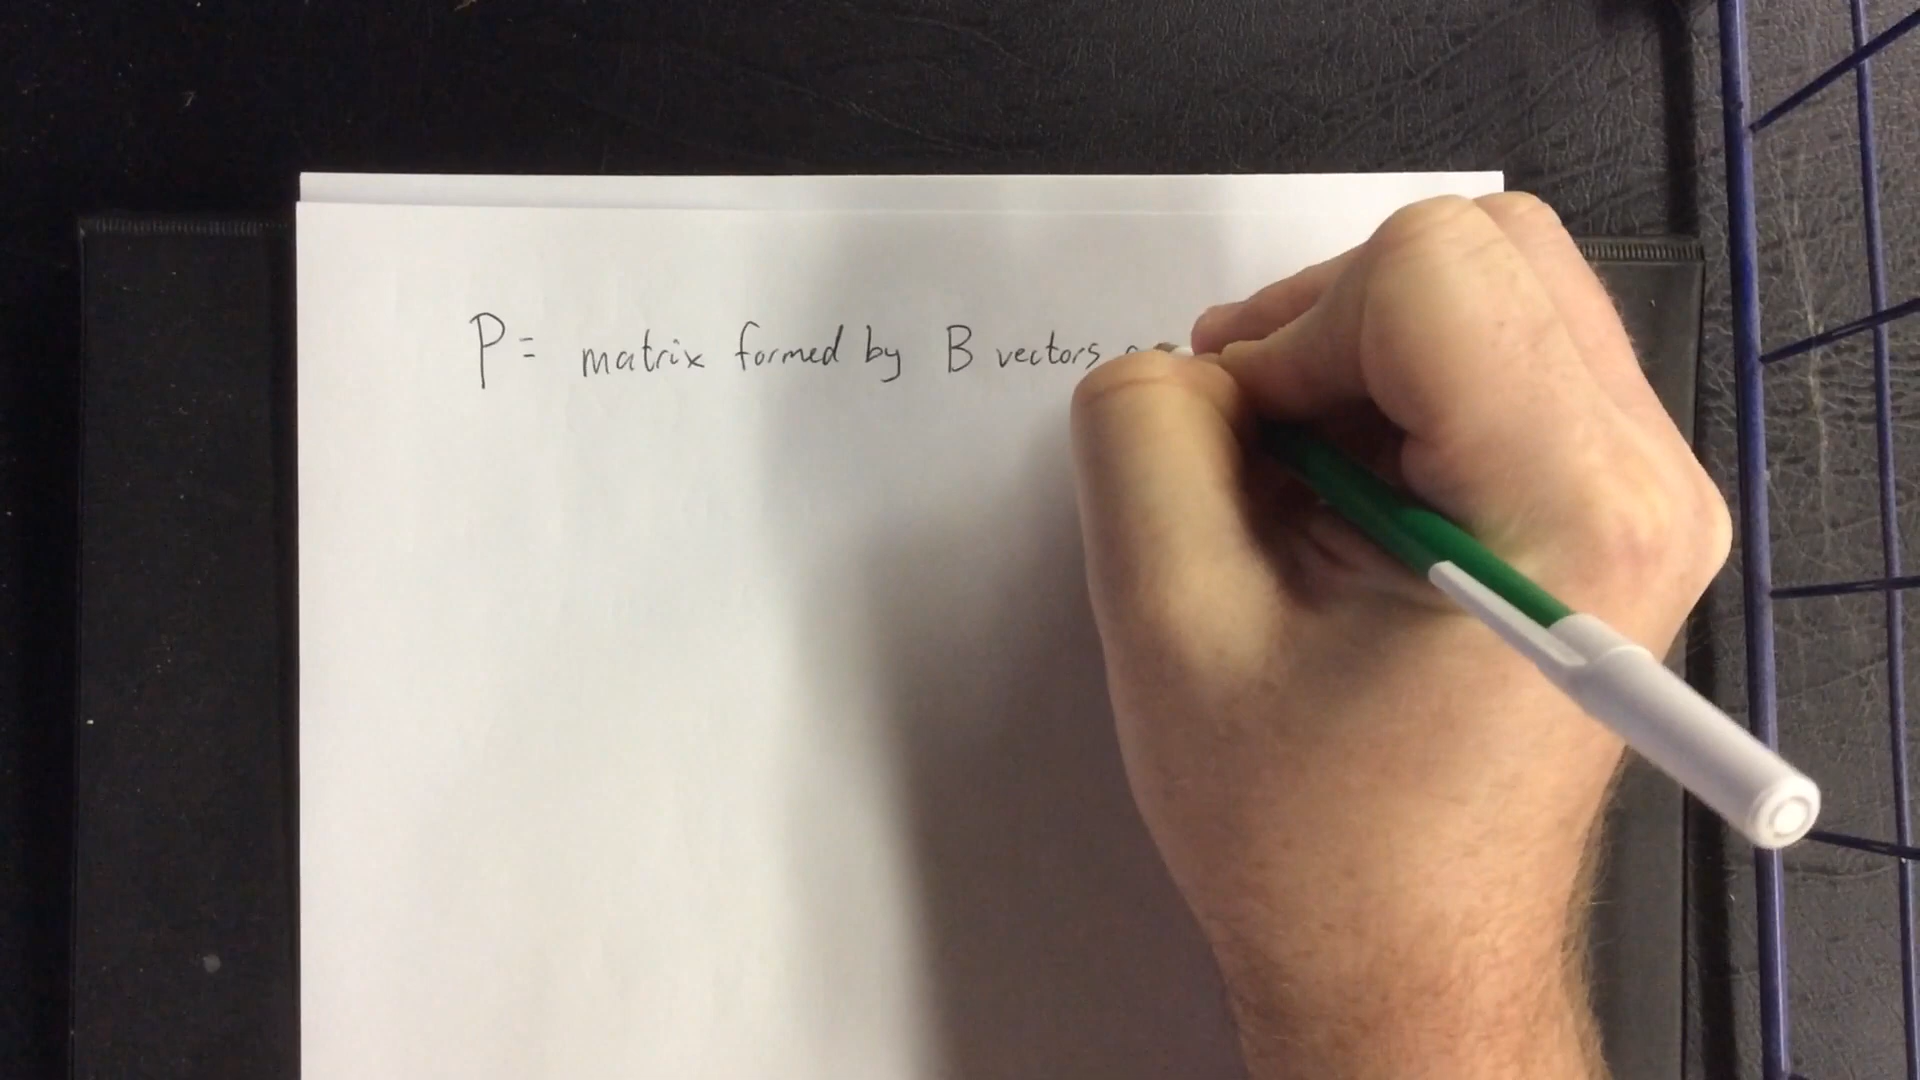 P = matrix formed by B vectors